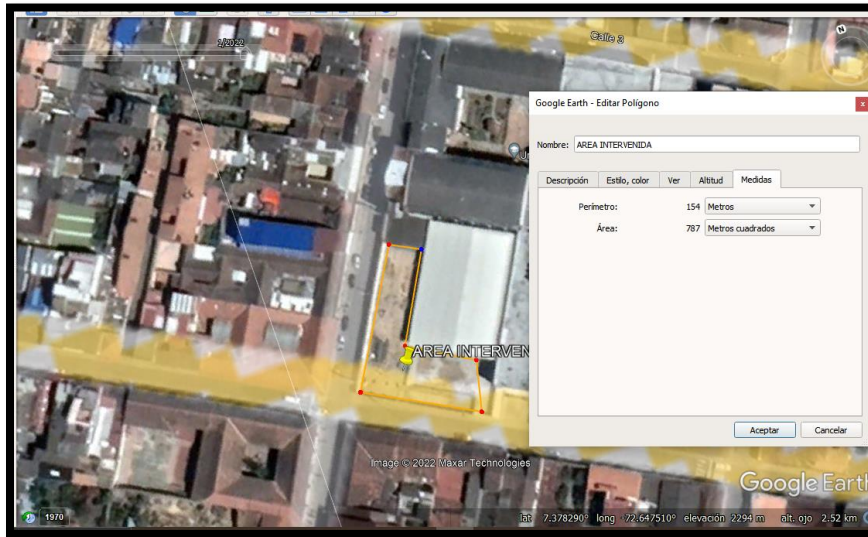 1/2022
Calle 3
Google Earth - Editar Polígono
x
Nombre: AREA INTERVENIDA
Descripción Estilo, color Ver Altitud Medidas
Perímetro: 154 Metros
Área: 787 Metros cuadrados
AREA INTERVEN
Aceptar Cancelar
Image © 2022 Maxar Technologies
Google Earth
1970
lat 7.378290° long -72.647510° elevación 2294 m alt. ojo 2.52 km
N